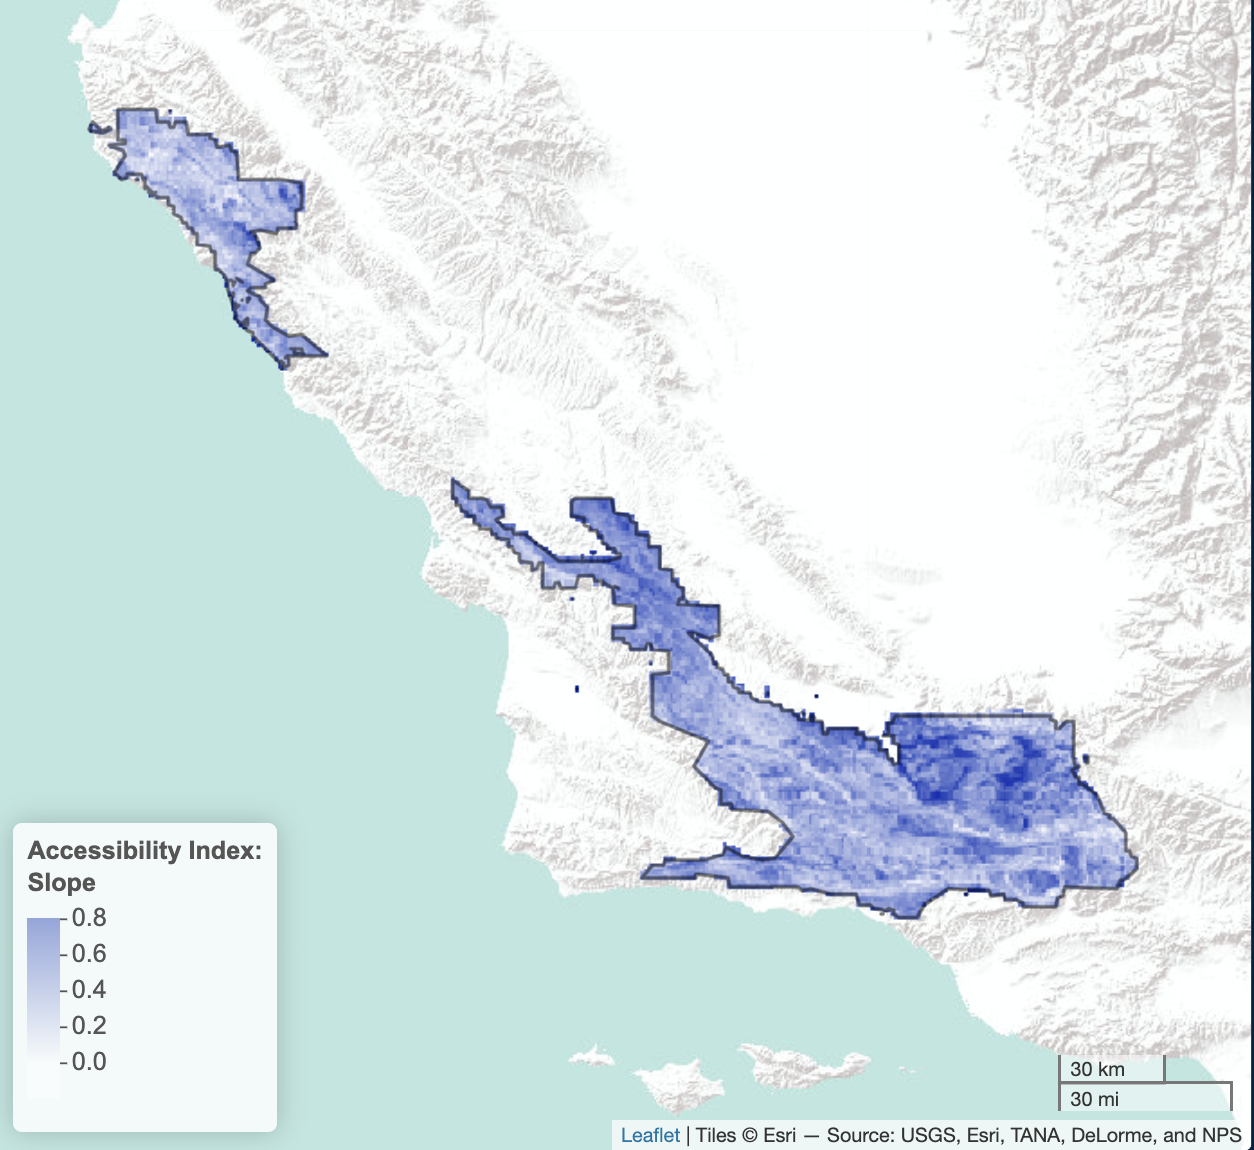 Accessibility Index:
Slope
0.8
0.6
0.4
0.2
0.0
30 km
30 mi
Leaflet | Tiles © Esri — Source: USGS, Esri, TANA, DeLorme, and NPS